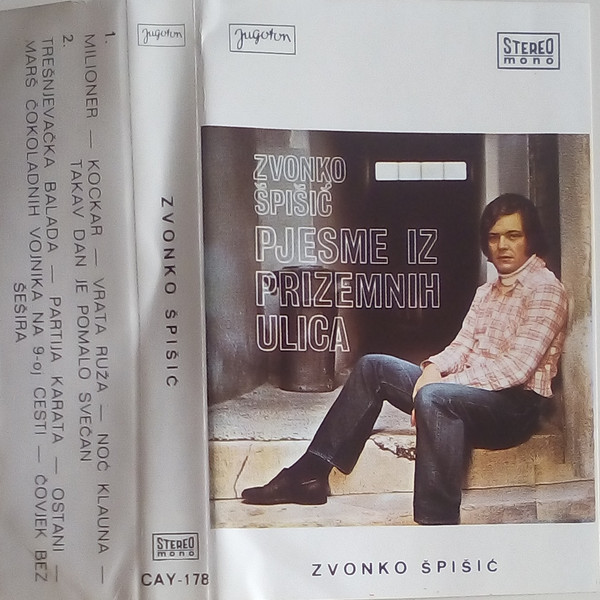 1.
MILIONER — KOCKAR — VRATA RUŽA — NOĆ KLAUNA —
TAKAV DAN JE POMALO SVEČAN
2.
TREŠNJEVAČKA BALADA — PARTIJA KARATA — OSTANI —
MARŠ ČOKOLADNIH VOJNIKA NA 9-oj CESTI — ČOVJEK BEZ
ŠEŠIRA
Jugoton
ZVONKO ŠPIŠIĆ
STEREO
mono
CAY-178
Jugoton
STEREO
mono
ZVONKO
ŠPIŠIĆ
PJESME IZ
PRIZEMNIH
ULICA
ZVONKO ŠPIŠIĆ